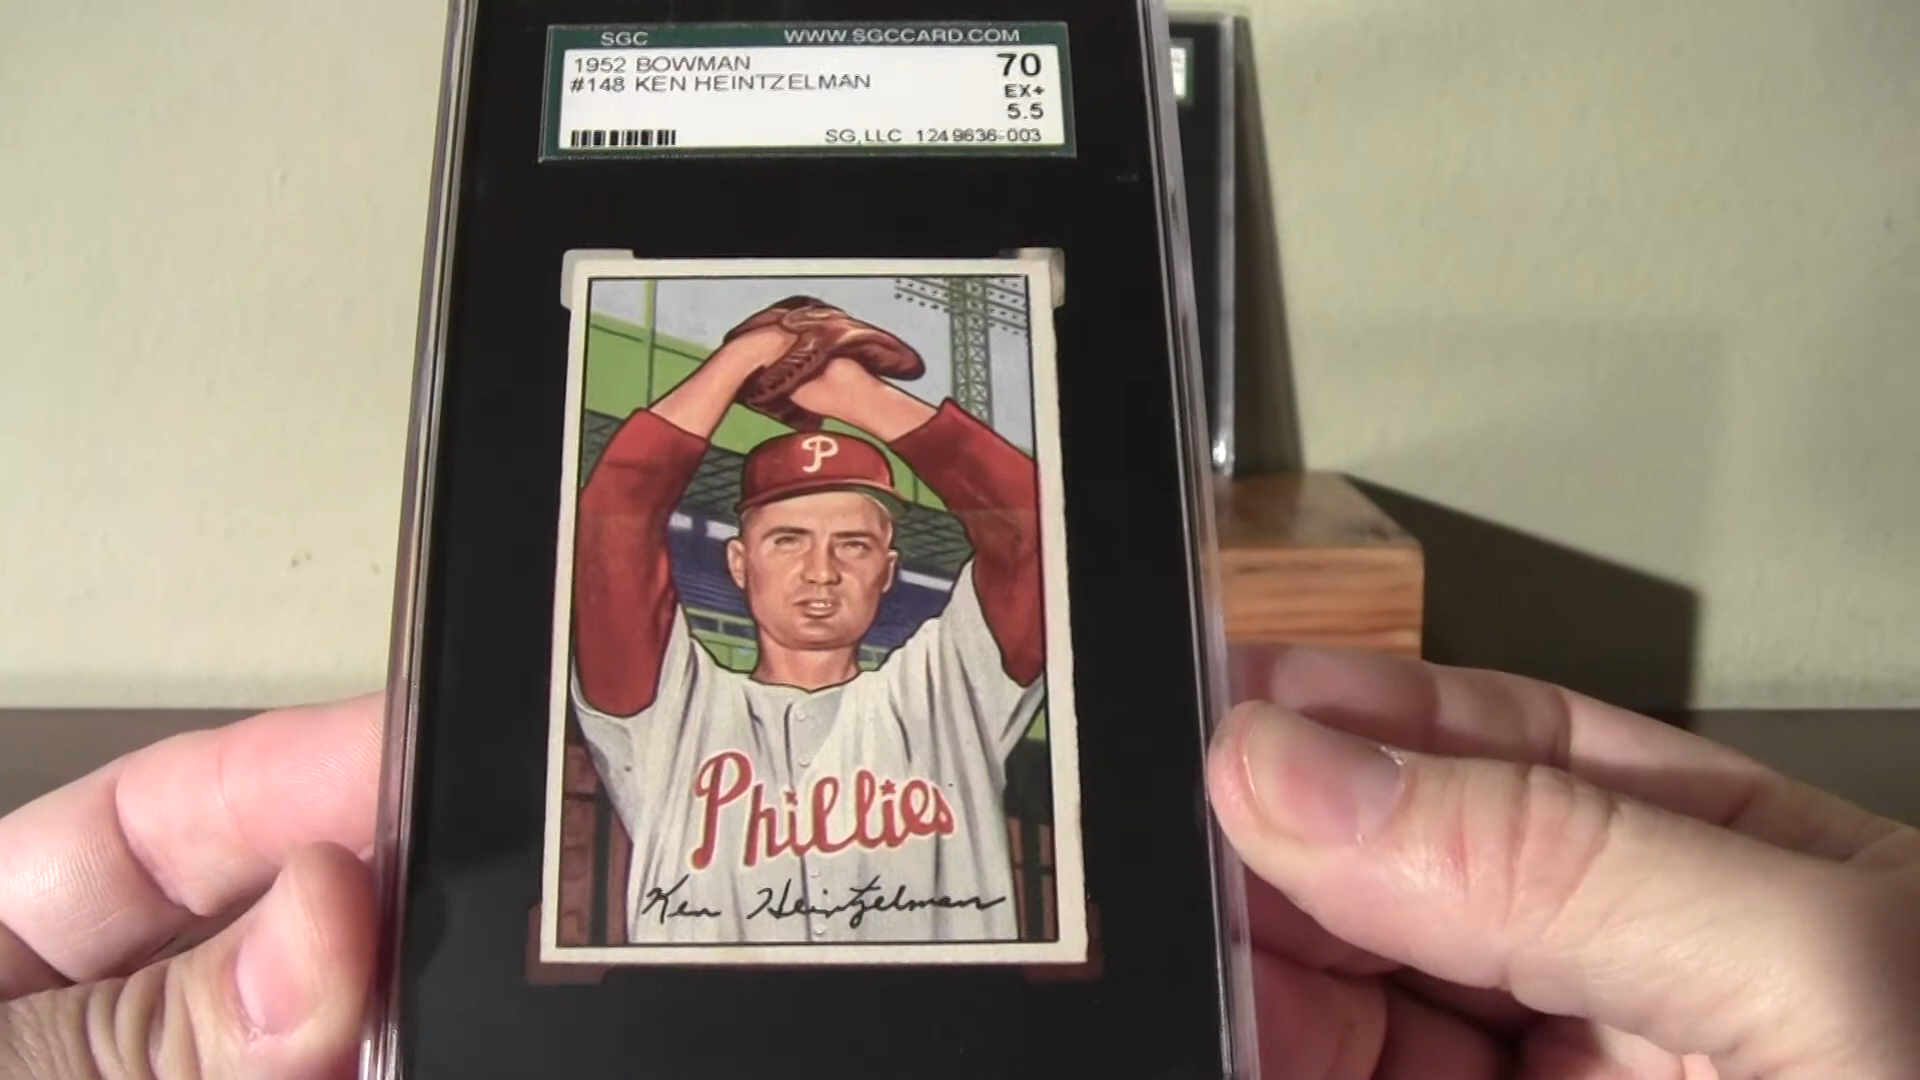 SGC WWW.SGCCARD.COM
1952 BOWMAN 70
#148 KEN HEINTZELMAN EX+
5.5
SG,LLC 1249636-003
P
Phillies
Ken Heintzelman